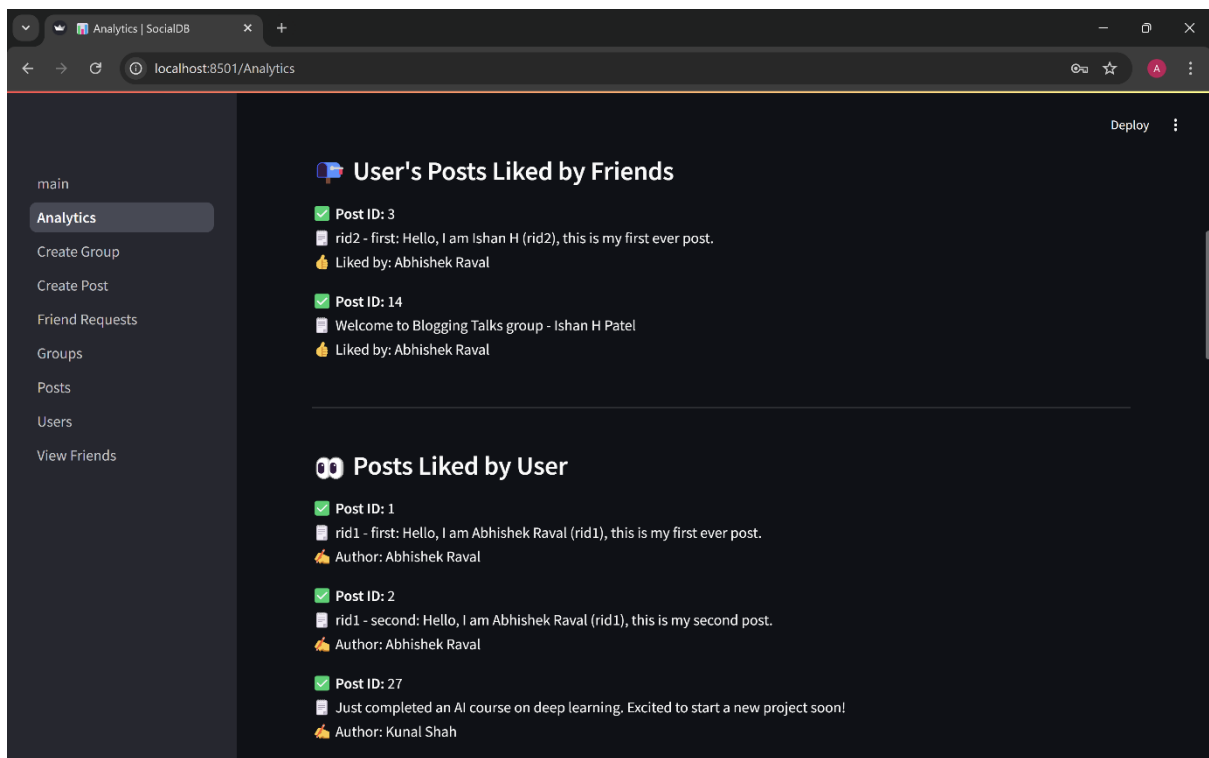 Analytics | SocialDB
localhost:8501/Analytics
A
Deploy
main
Analytics
Create Group
Create Post
Friend Requests
Groups
Posts
Users
View Friends
User's Posts Liked by Friends
Post ID: 3
rid2 - first: Hello, I am Ishan H (rid2), this is my first ever post.
Liked by: Abhishek Raval
Post ID: 14
Welcome to Blogging Talks group - Ishan H Patel
Liked by: Abhishek Raval
Posts Liked by User
Post ID: 1
rid1 - first: Hello, I am Abhishek Raval (rid1), this is my first ever post.
Author: Abhishek Raval
Post ID: 2
rid1 - second: Hello, I am Abhishek Raval (rid1), this is my second post.
Author: Abhishek Raval
Post ID: 27
Just completed an AI course on deep learning. Excited to start a new project soon!
Author: Kunal Shah